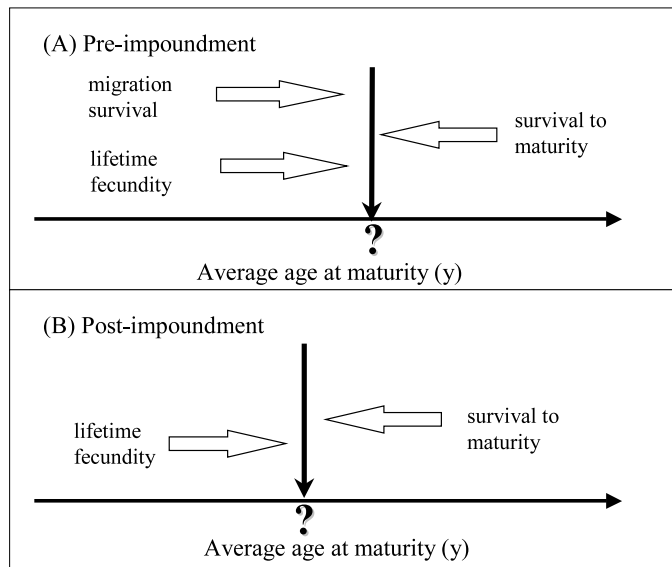 (A) Pre-impoundment
migration
survival
survival to
maturity
lifetime
fecundity
?
Average age at maturity (y)
(B) Post-impoundment
lifetime
fecundity
survival to
maturity
?
Average age at maturity (y)